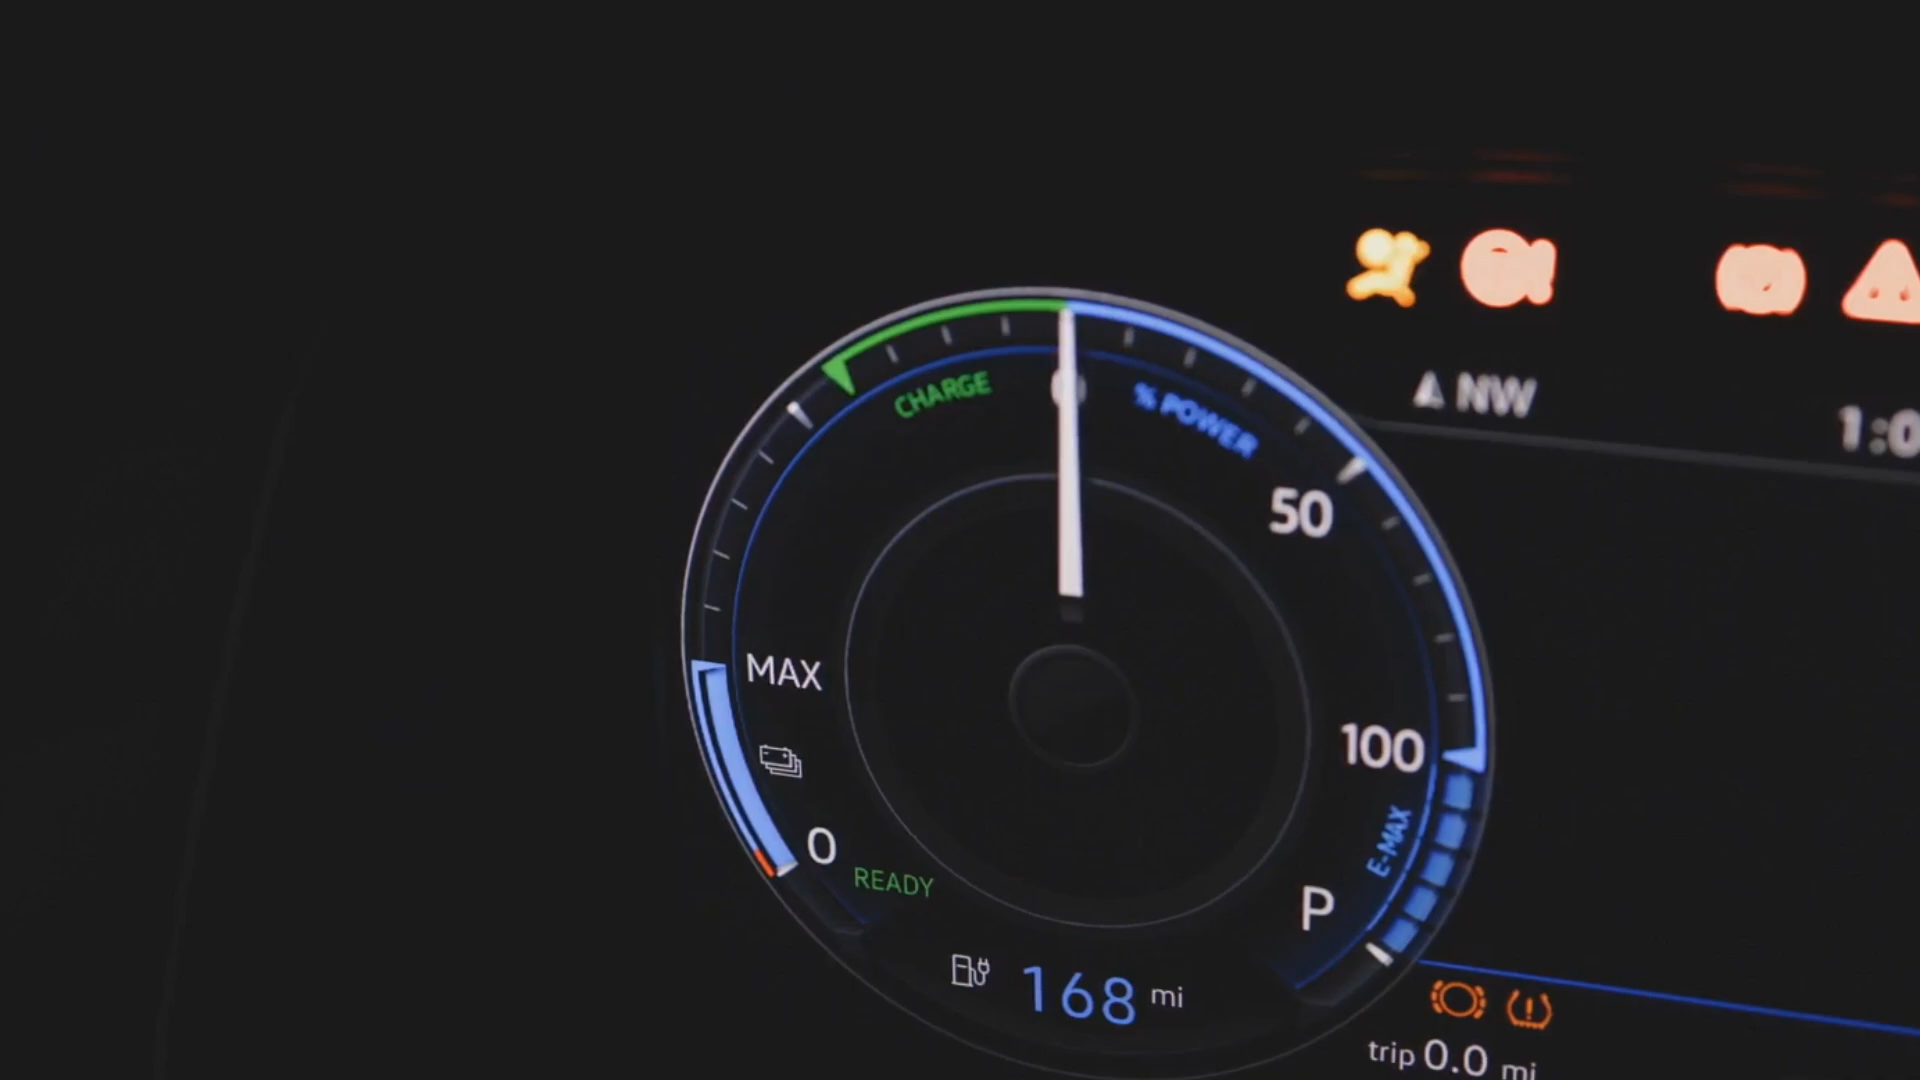 NW
CHARGE
% POWER
50
MAX
100
0
READY
E-MAX
P
168 mi
trip 0.0 mi